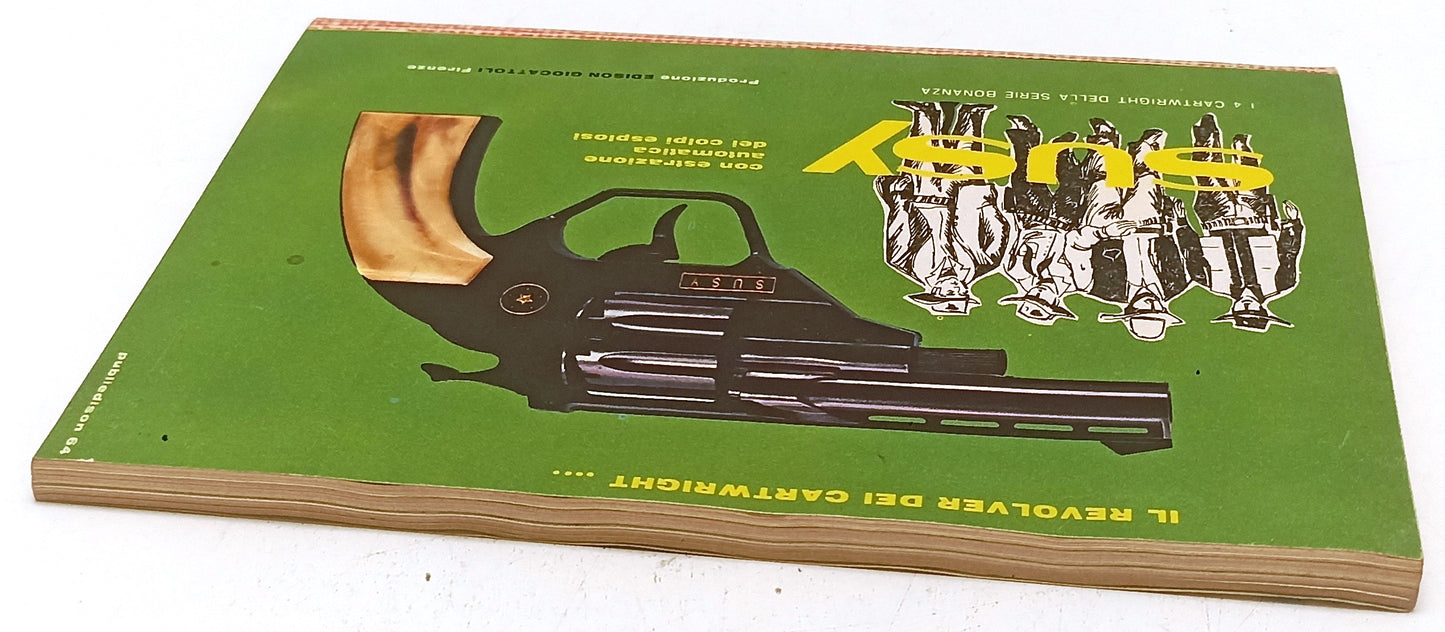 IL REVOLVER DEI CARTWRIGHT ....
SUSY
susy
I 4 CARTWRIGHT DELLA SERIE BONANZA
con estrazione
automatica
dei colpi esplosi
Produzione EDISON GIOCATTOLI Firenze
publiedison 64